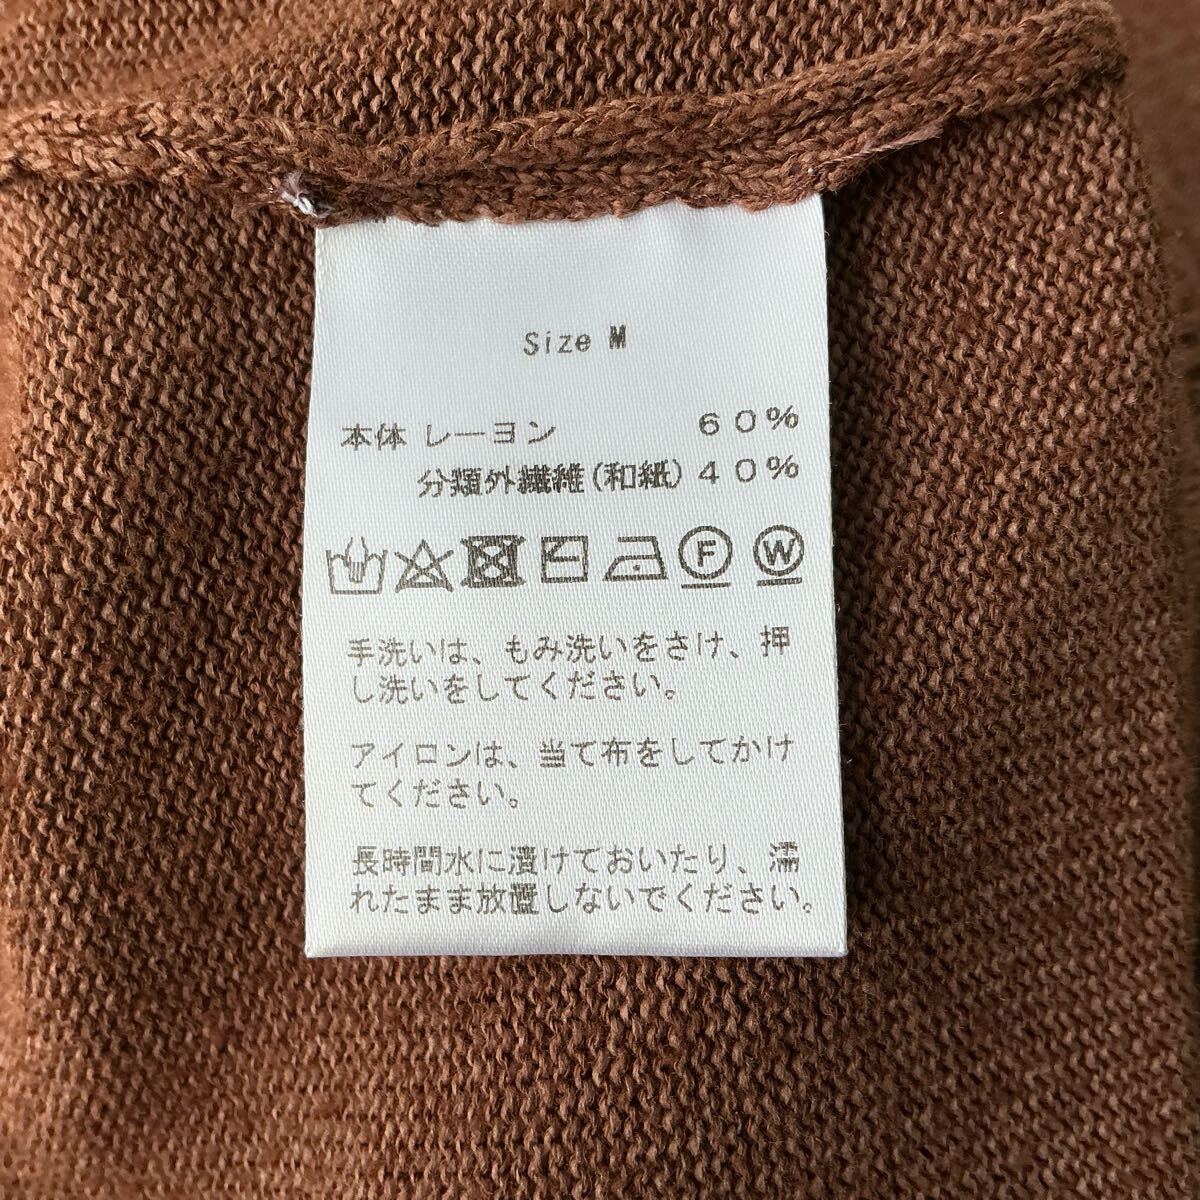 Size M
本体 レーヨン 60%
分類外繊維(和紙)40%
F W
手洗いは、もみ洗いをさけ、押
し洗いをしてください。
アイロンは、当て布をしてかけ
てください。
長時間水に漬けておいたり、濡
れたまま放置しないでください。